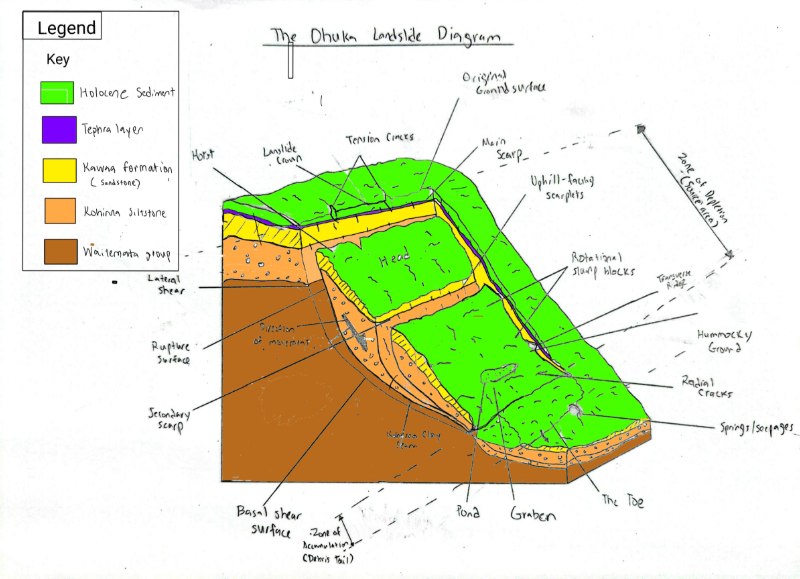 Legend
Key
Holocene Sediment
Tephra layer
Kawaa formation
(Sandstone)
Kohinna siltstone
Waitemata group
The Ohuka Landslide Diagram
Original
Ground surface
Tension Cracks
Landslide
Crown
Horst
Main
Scarp
Uphill-facing
scarplets
Zone of Depletion
(Source area)
Head
Rotational
slump blocks
Transverse
Ridge
Lateral
Shear
Direction
of movement
Hummocky
Ground
Rupture
Surface
Radial
Cracks
Secondary
scarp
Springs/seepages
Clay
Seam
The Toe
Basal shear
surface
Pond
Graben
Zone of
Accumulation
(Debris Tail)